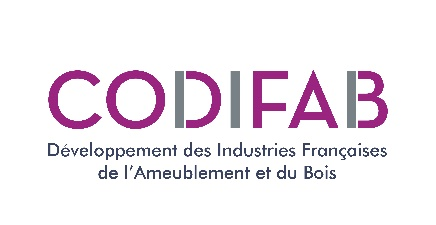 CODIFAB
Développement des Industries Françaises
de l'Ameublement et du Bois